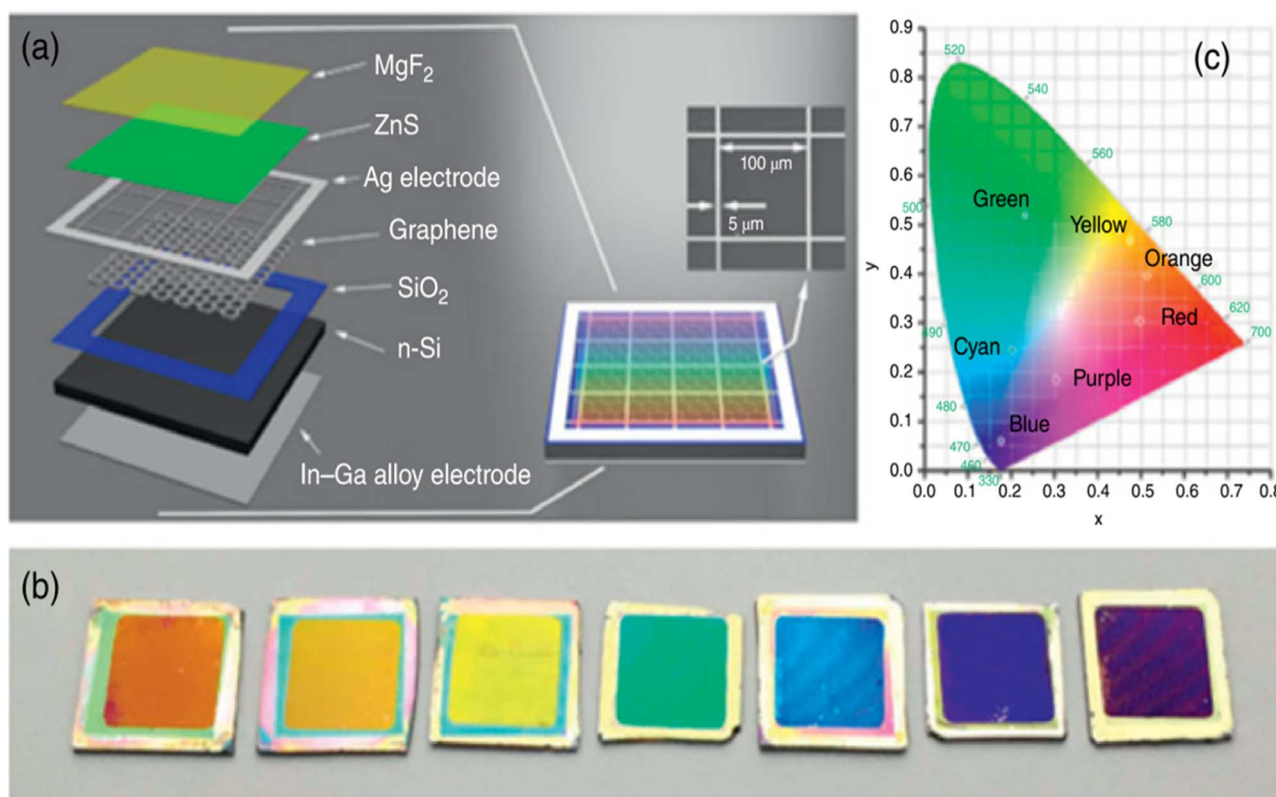 (a)
MgF₂
ZnS
Ag electrode
Graphene
SiO₂
n-Si
In–Ga alloy electrode
100 μm
5 μm
(c)
0.9
0.8
0.7
0.6
0.5
0.4
0.3
0.2
0.1
0.0
y
520
540
560
500
580
600
620
700
490
480
470
460
330
Green
Yellow
Orange
Red
Cyan
Purple
Blue
0.0 0.1 0.2 0.3 0.4 0.5 0.6 0.7 0.8
x
(b)